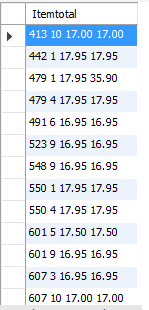 Itemtotal
413 10 17.00 17.00
442 1 17.95 17.95
479 1 17.95 35.90
479 4 17.95 17.95
491 6 16.95 16.95
523 9 16.95 16.95
548 9 16.95 16.95
550 1 17.95 17.95
550 4 17.95 17.95
601 5 17.50 17.50
601 9 16.95 16.95
607 3 16.95 16.95
607 10 17.00 17.00